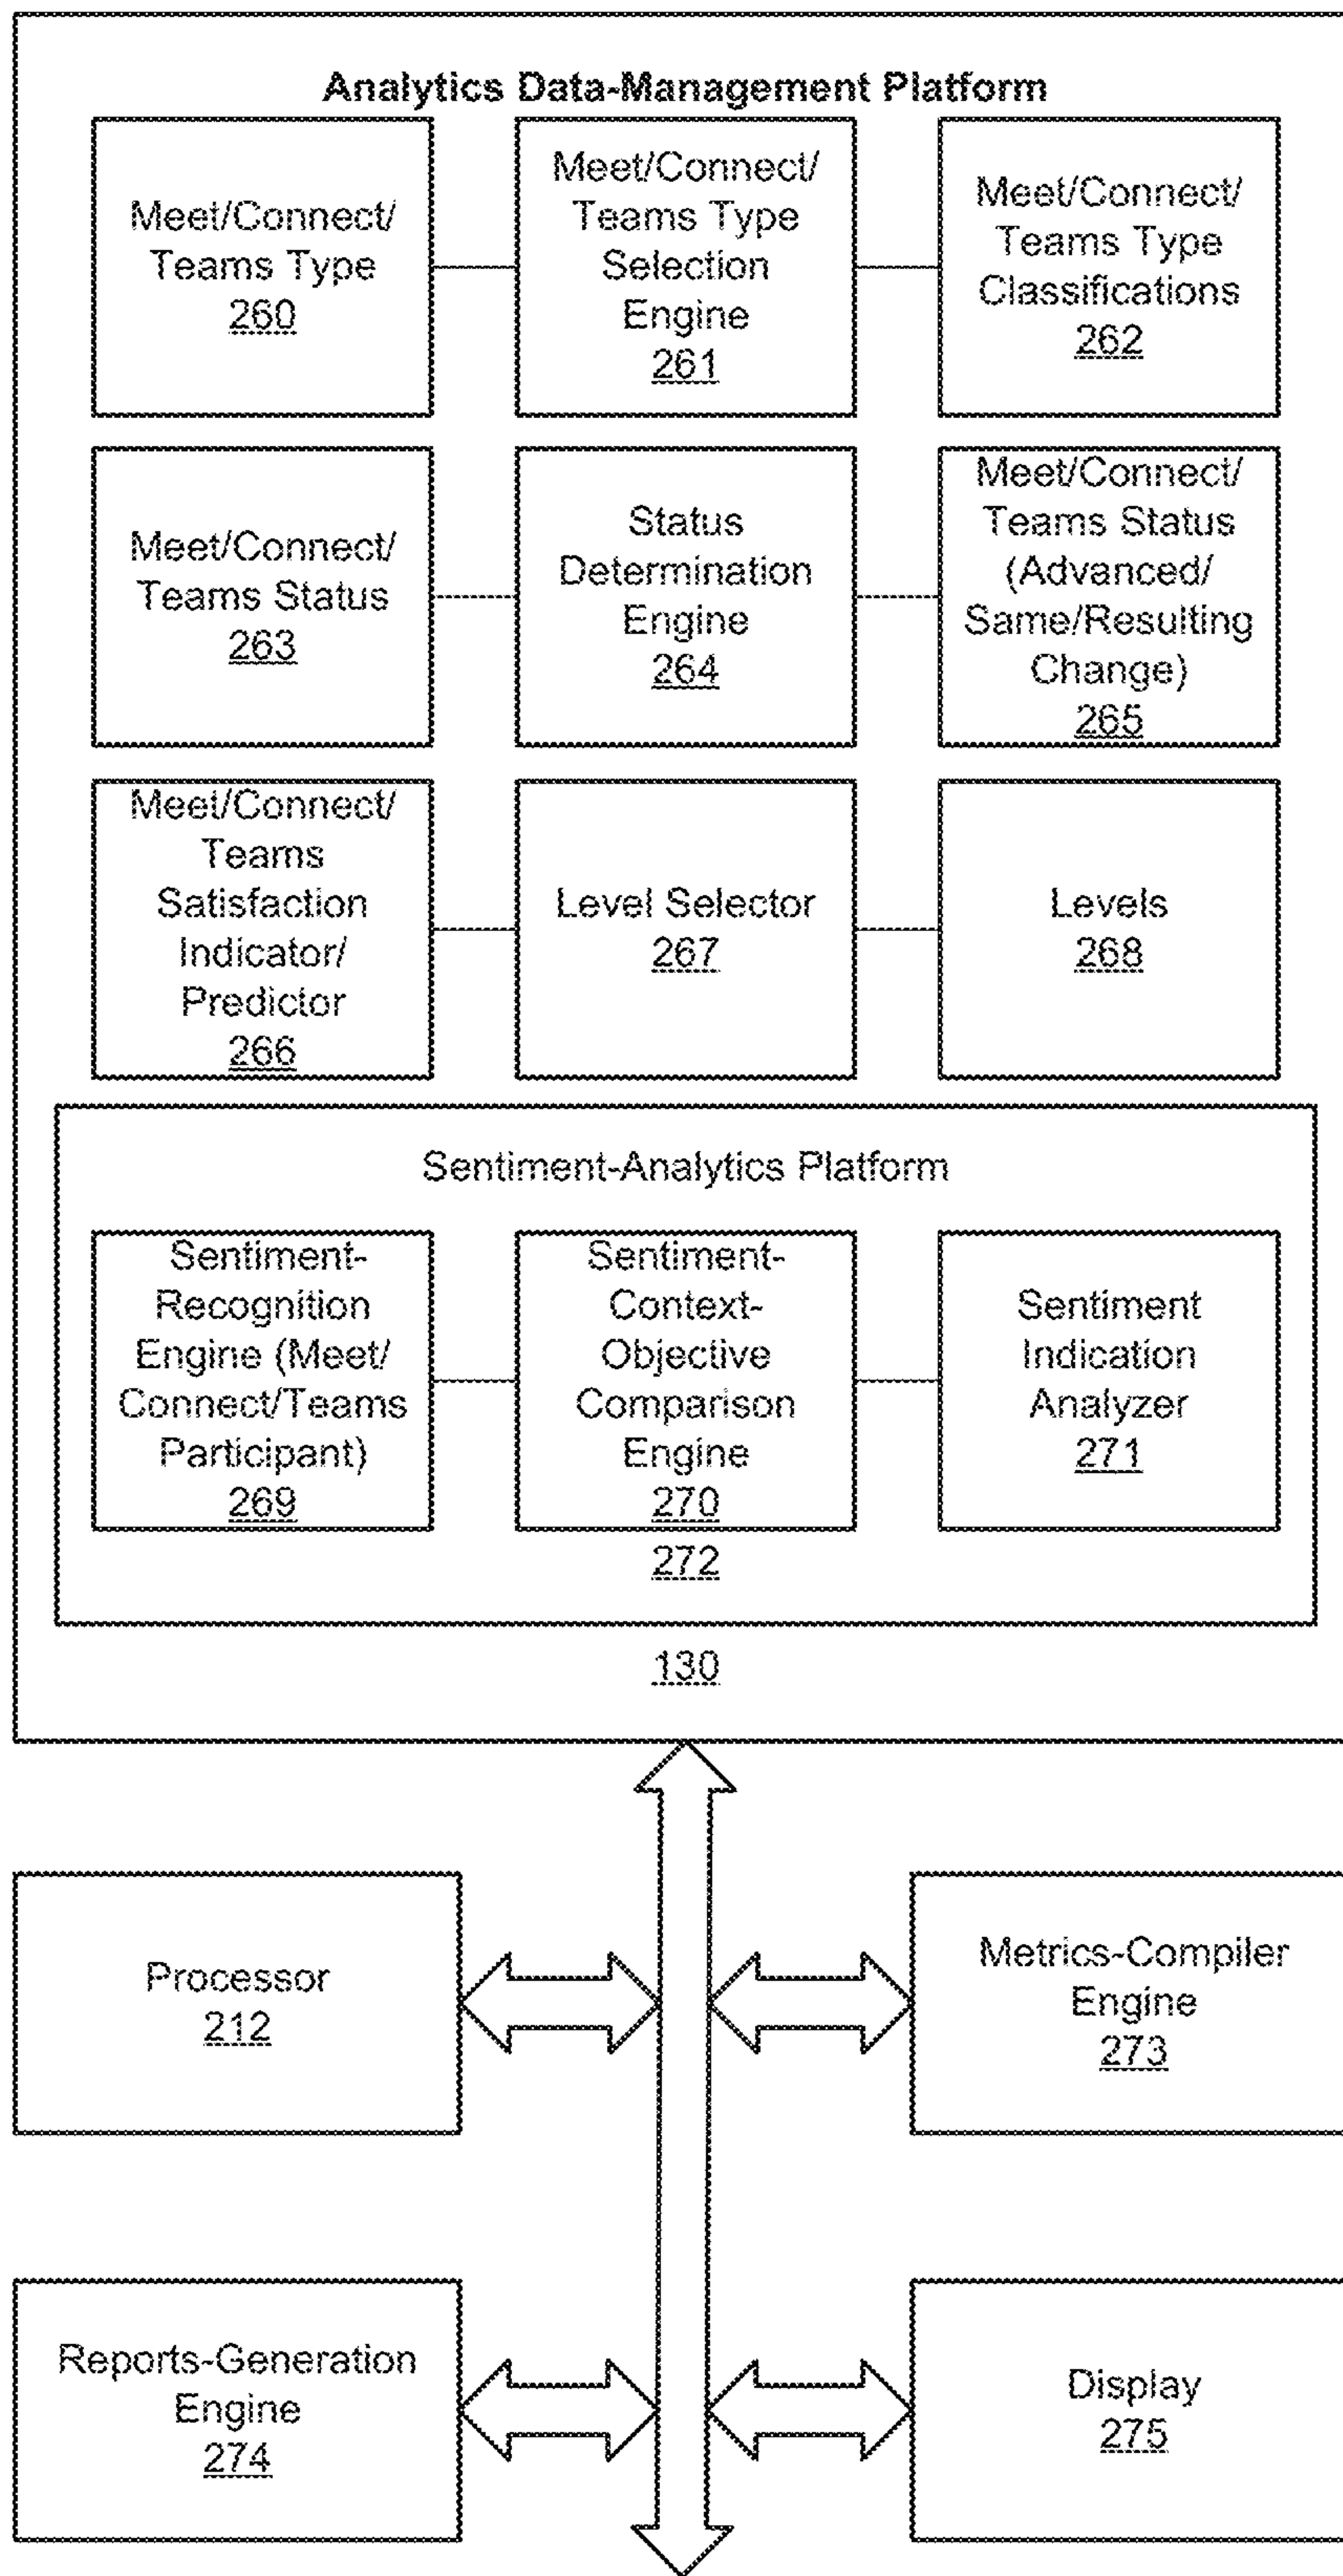 Analytics Data-Management Platform
Meet/Connect/
Teams Type
260
Meet/Connect/
Teams Type
Selection
Engine
261
Meet/Connect/
Teams Type
Classifications
262
Meet/Connect/
Teams Status
263
Status
Determination
Engine
264
Meet/Connect/
Teams Status
(Advanced/
Same/Resulting
Change)
265
Meet/Connect/
Teams
Satisfaction
Indicator/
Predictor
266
Level Selector
267
Levels
268
Sentiment-Analytics Platform
Sentiment-
Recognition
Engine (Meet/
Connect/Teams
Participant)
269
Sentiment-
Context-
Objective
Comparison
Engine
270
Sentiment
Indication
Analyzer
271
272
130
Processor
212
Metrics-Compiler
Engine
273
Reports-Generation
Engine
274
Display
275